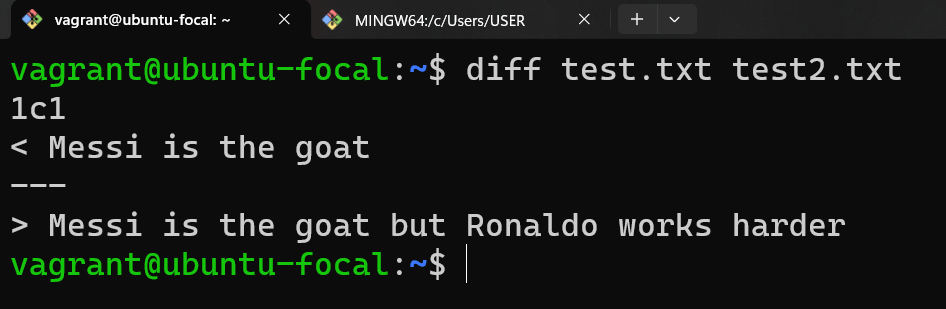 vagrant@ubuntu-focal: ~
MINGW64:/c/Users/USER
vagrant@ubuntu-focal:~$ diff test.txt test2.txt
1c1
< Messi is the goat
---
> Messi is the goat but Ronaldo works harder
vagrant@ubuntu-focal:~$